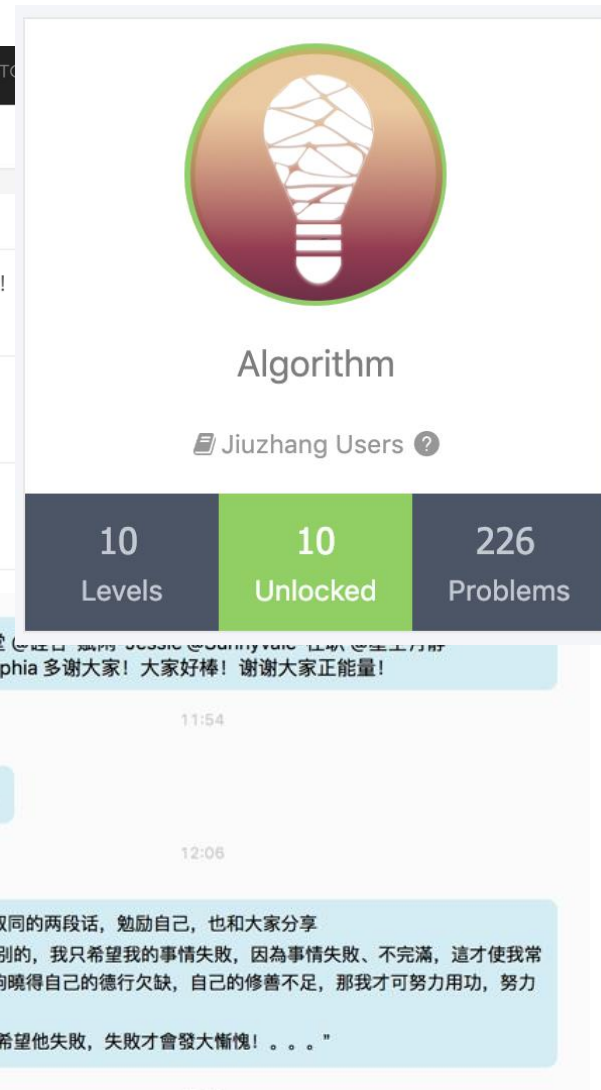 TO
!
Algorithm
Jiuzhang Users ?
10
Levels
10
Unlocked
226
Problems
Jessie @Sunnyvale
phia 多谢大家！大家好棒！谢谢大家正能量！
11:54
12:06
同的两段话，勉励自己，也和大家分享
别的，我只希望我的事情失敗，因為事情失敗、不完滿，這才使我常
曉得自己的德行欠缺，自己的修善不足，那我才可努力用功，努力
希望他失敗，失敗才會發大慚愧！。。。”